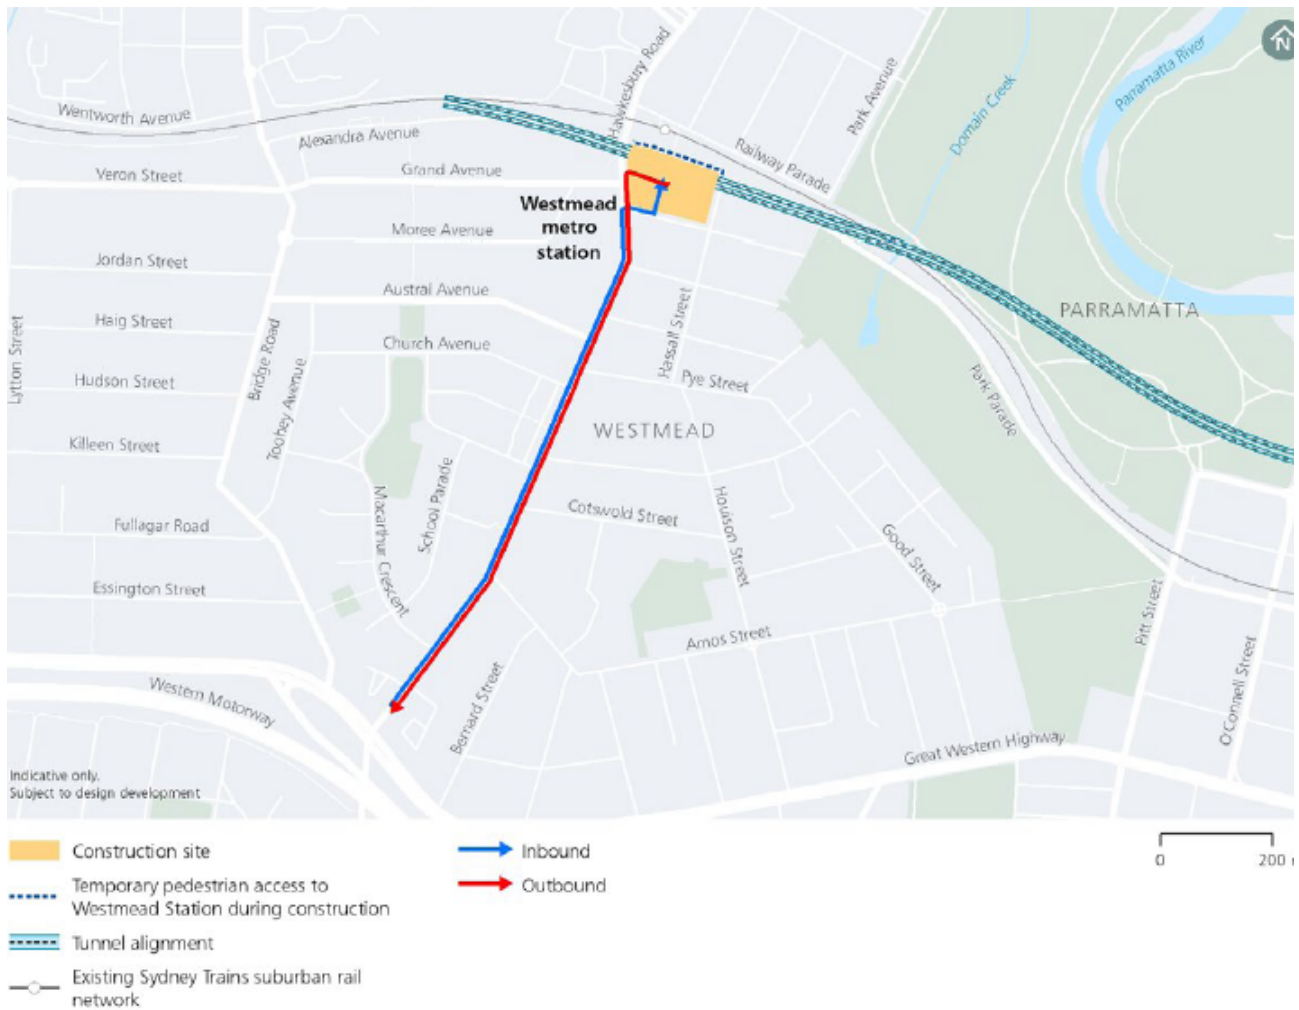 N
Hawkesbury Road
Park Avenue
Domain Creek
Parramatta River
Wentworth Avenue
Alexandra Avenue
Railway Parade
Veron Street
Grand Avenue
Westmead
metro
station
Moree Avenue
Jordan Street
Austral Avenue
PARRAMATTA
Haig Street
Church Avenue
Hassall Street
Lytton Street
Bridge Road
Toohey Avenue
Hudson Street
Pye Street
Park Parade
WESTMEAD
Killeen Street
School Parade
Macarthur Crescent
Cotswold Street
Houison Street
Good Street
Fullagar Road
Essington Street
Amos Street
Pitt Street
O'Connell Street
Bernard Street
Western Motorway
Great Western Highway
Indicative only.
Subject to design development
Construction site
Temporary pedestrian access to
Westmead Station during construction
Tunnel alignment
Existing Sydney Trains suburban rail
network
Inbound
Outbound
0 200